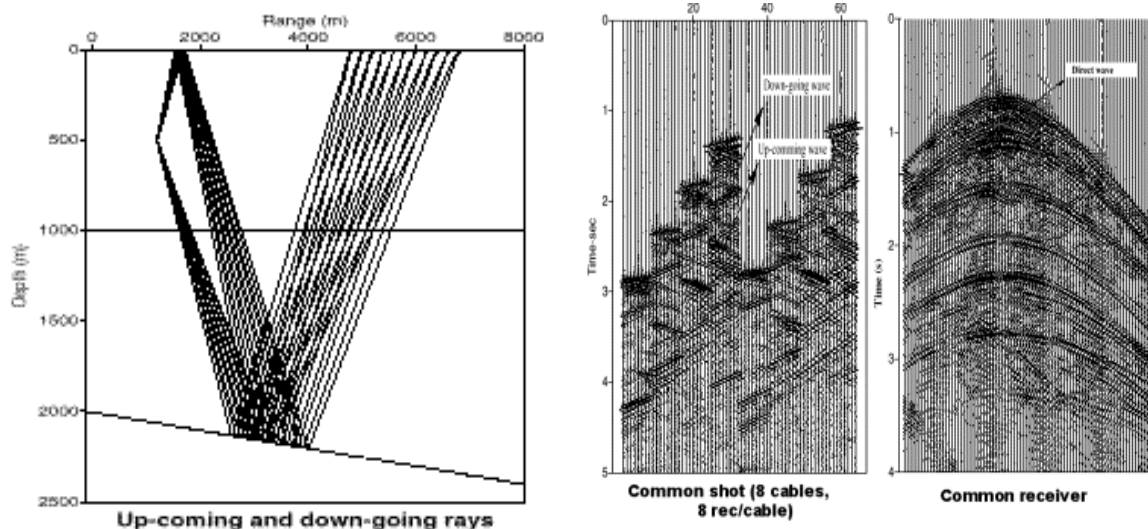 Range (m)
0 2000 4000 6000 8000
0
500
1000
1500
2000
2500
Depth (m)
Up-coming and down-going rays
20 40 60
0
1
2
3
4
5
Time-sec
Down-going wave
Up-comming wave
Common shot (8 cables,
8 rec/cable)
0
1
2
3
4
Time (s)
Direct wave
Common receiver